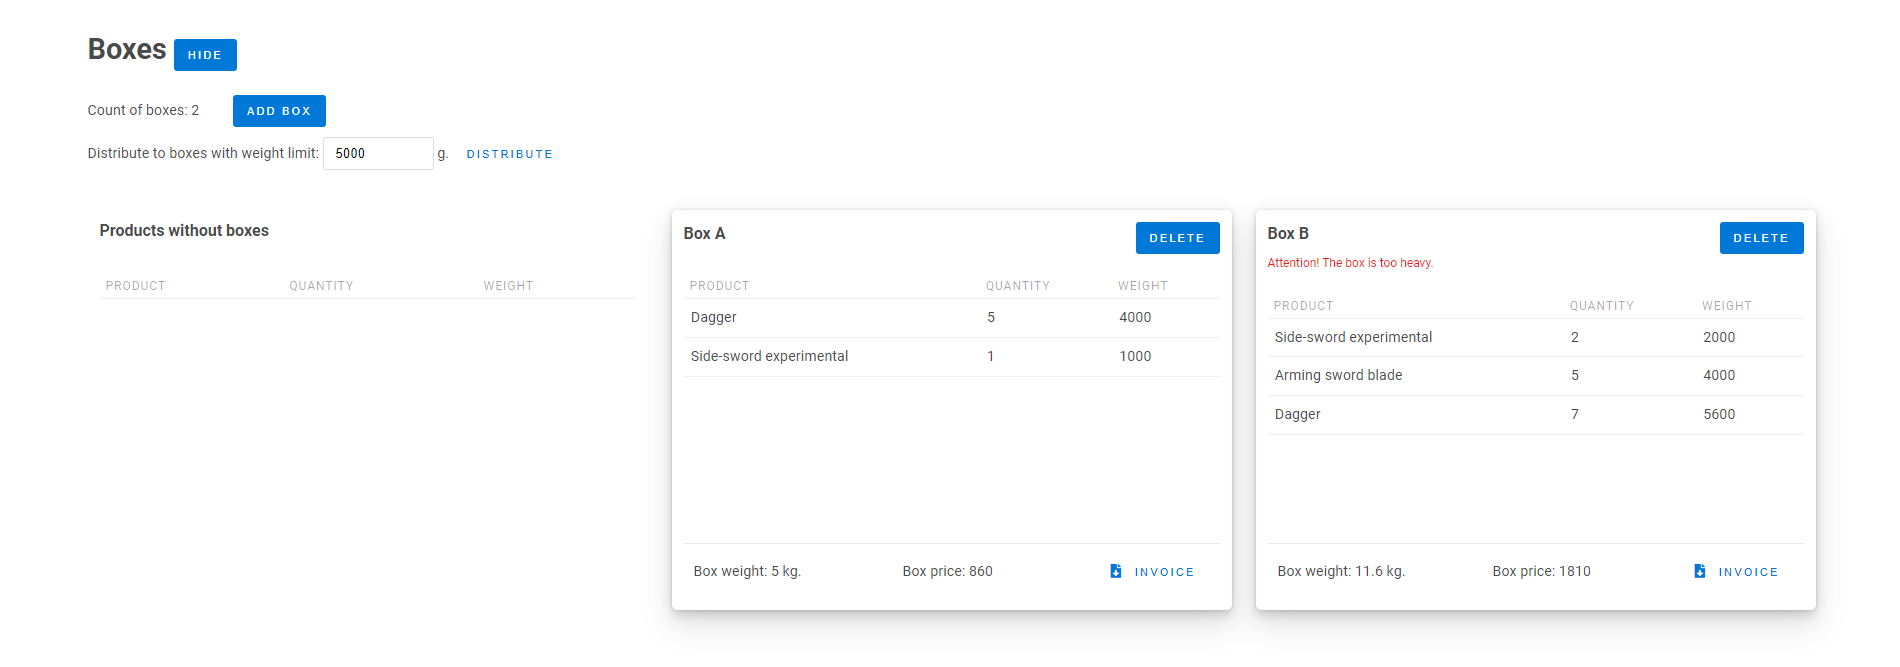 Boxes HIDE
Count of boxes: 2 ADD BOX
Distribute to boxes with weight limit: 5000 g. DISTRIBUTE
Products without boxes
PRODUCT QUANTITY WEIGHT
Box A DELETE
PRODUCT QUANTITY WEIGHT
Dagger 5 4000
Side-sword experimental 1 1000
Box weight: 5 kg. Box price: 860 INVOICE
Box B DELETE
Attention! The box is too heavy.
PRODUCT QUANTITY WEIGHT
Side-sword experimental 2 2000
Arming sword blade 5 4000
Dagger 7 5600
Box weight: 11.6 kg. Box price: 1810 INVOICE